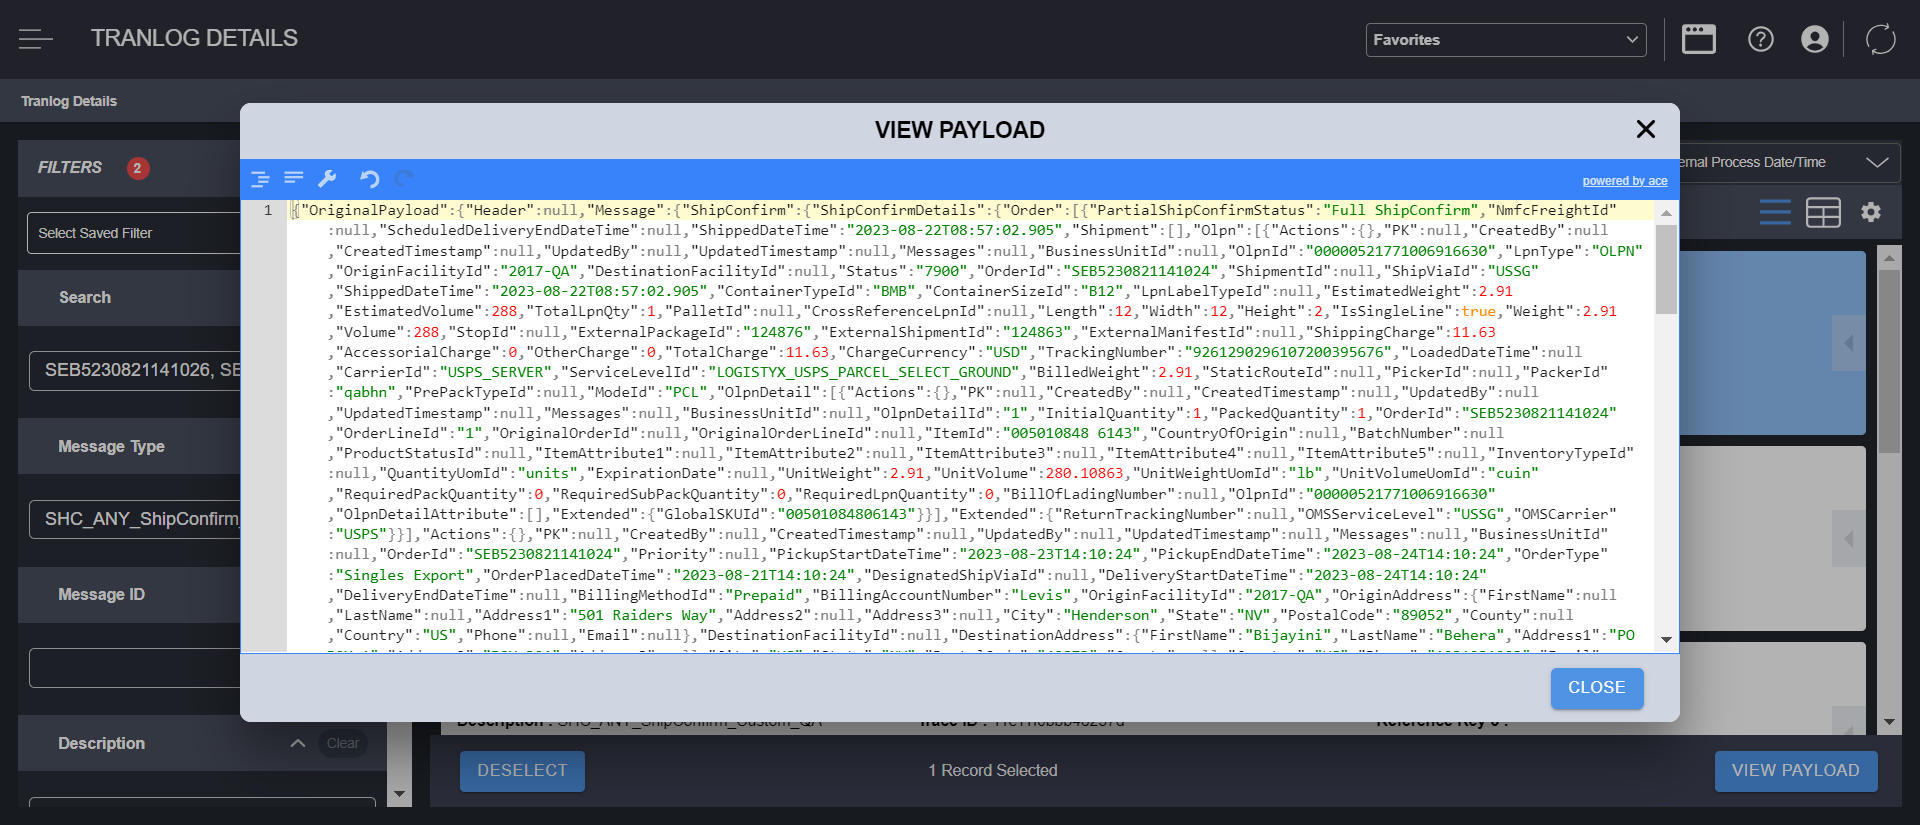 TRANLOG DETAILS
Favorites
Tranlog Details
VIEW PAYLOAD
FILTERS 2
ernal Process Date/Time
powered by ace
Select Saved Filter
Search
SEB5230821141026, SE
Message Type
SHC_ANY_ShipConfirm_
Message ID
Description
Clear
1
{"OriginalPayload":{"Header":null,"Message":{"ShipConfirm":{"ShipConfirmDetails":{"Order":[{"PartialShipConfirmStatus":"Full ShipConfirm","NmfcFreightId"
:null,"ScheduledDeliveryEndDateTime":null,"ShippedDateTime":"2023-08-22T08:57:02.905","Shipment":[],"Olpn":[{"Actions":{},"PK":null,"CreatedBy":null
,"CreatedTimestamp":null,"UpdatedBy":null,"UpdatedTimestamp":null,"Messages":null,"BusinessUnitId":null,"OlpnId":"00000521771006916630","LpnType":"OLPN"
,"OriginFacilityId":"2017-QA","DestinationFacilityId":null,"Status":"7900","OrderId":"SEB5230821141024","ShipmentId":null,"ShipViaId":"USSG"
,"ShippedDateTime":"2023-08-22T08:57:02.905","ContainerTypeId":"BMB","ContainerSizeId":"B12","LpnLabelTypeId":null,"EstimatedWeight":2.91
,"EstimatedVolume":288,"TotalLpnQty":1,"PalletId":null,"CrossReferenceLpnId":null,"Length":12,"Width":12,"Height":2,"IsSingleLine":true,"Weight":2.91
,"Volume":288,"StopId":null,"ExternalPackageId":"124876","ExternalShipmentId":"124863","ExternalManifestId":null,"ShippingCharge":11.63
,"AccessorialCharge":0,"OtherCharge":0,"TotalCharge":11.63,"ChargeCurrency":"USD","TrackingNumber":"9261290296107200395676","LoadedDateTime":null
,"CarrierId":"USPS_SERVER","ServiceLevelId":"LOGISTYX_USPS_PARCEL_SELECT_GROUND","BilledWeight":2.91,"StaticRouteId":null,"PickerId":null,"PackerId"
:"qabhn","PrePackTypeId":null,"ModeId":"PCL","OlpnDetail":[{"Actions":{},"PK":null,"CreatedBy":null,"CreatedTimestamp":null,"UpdatedBy":null
,"UpdatedTimestamp":null,"Messages":null,"BusinessUnitId":null,"OlpnDetailId":"1","InitialQuantity":1,"PackedQuantity":1,"OrderId":"SEB5230821141024"
,"OrderLineId":"1","OriginalOrderId":null,"OriginalOrderLineId":null,"ItemId":"005010848 6143","CountryOfOrigin":null,"BatchNumber":null
,"ProductStatusId":null,"ItemAttribute1":null,"ItemAttribute2":null,"ItemAttribute3":null,"ItemAttribute4":null,"ItemAttribute5":null,"InventoryTypeId"
:null,"QuantityUomId":"units","ExpirationDate":null,"UnitWeight":2.91,"UnitVolume":280.10863,"UnitWeightUomId":"lb","UnitVolumeUomId":"cuin"
,"RequiredPackQuantity":0,"RequiredSubPackQuantity":0,"RequiredLpnQuantity":0,"BillOfLadingNumber":null,"OlpnId":"00000521771006916630"
,"OlpnDetailAttribute":[],"Extended":{"GlobalSKUId":"00501084806143"}}],"Extended":{"ReturnTrackingNumber":null,"OMSServiceLevel":"USSG","OMSCarrier"
:"USPS"}}],"Actions":{},"PK":null,"CreatedBy":null,"CreatedTimestamp":null,"UpdatedBy":null,"UpdatedTimestamp":null,"Messages":null,"BusinessUnitId"
:null,"OrderId":"SEB5230821141024","Priority":null,"PickupStartDateTime":"2023-08-23T14:10:24","PickupEndDateTime":"2023-08-24T14:10:24","OrderType"
:"Singles Export","OrderPlacedDateTime":"2023-08-21T14:10:24","DesignatedShipViaId":null,"DeliveryStartDateTime":"2023-08-24T14:10:24"
,"DeliveryEndDateTime":null,"BillingMethodId":"Prepaid","BillingAccountNumber":"Levis","OriginFacilityId":"2017-QA","OriginAddress":{"FirstName":null
,"LastName":null,"Address1":"501 Raiders Way","Address2":null,"Address3":null,"City":"Henderson","State":"NV","PostalCode":"89052","County":null
,"Country":"US","Phone":null,"Email":null},"DestinationFacilityId":null,"DestinationAddress":{"FirstName":"Bijayini","LastName":"Behera","Address1":"PO
CLOSE
DESELECT
1 Record Selected
VIEW PAYLOAD